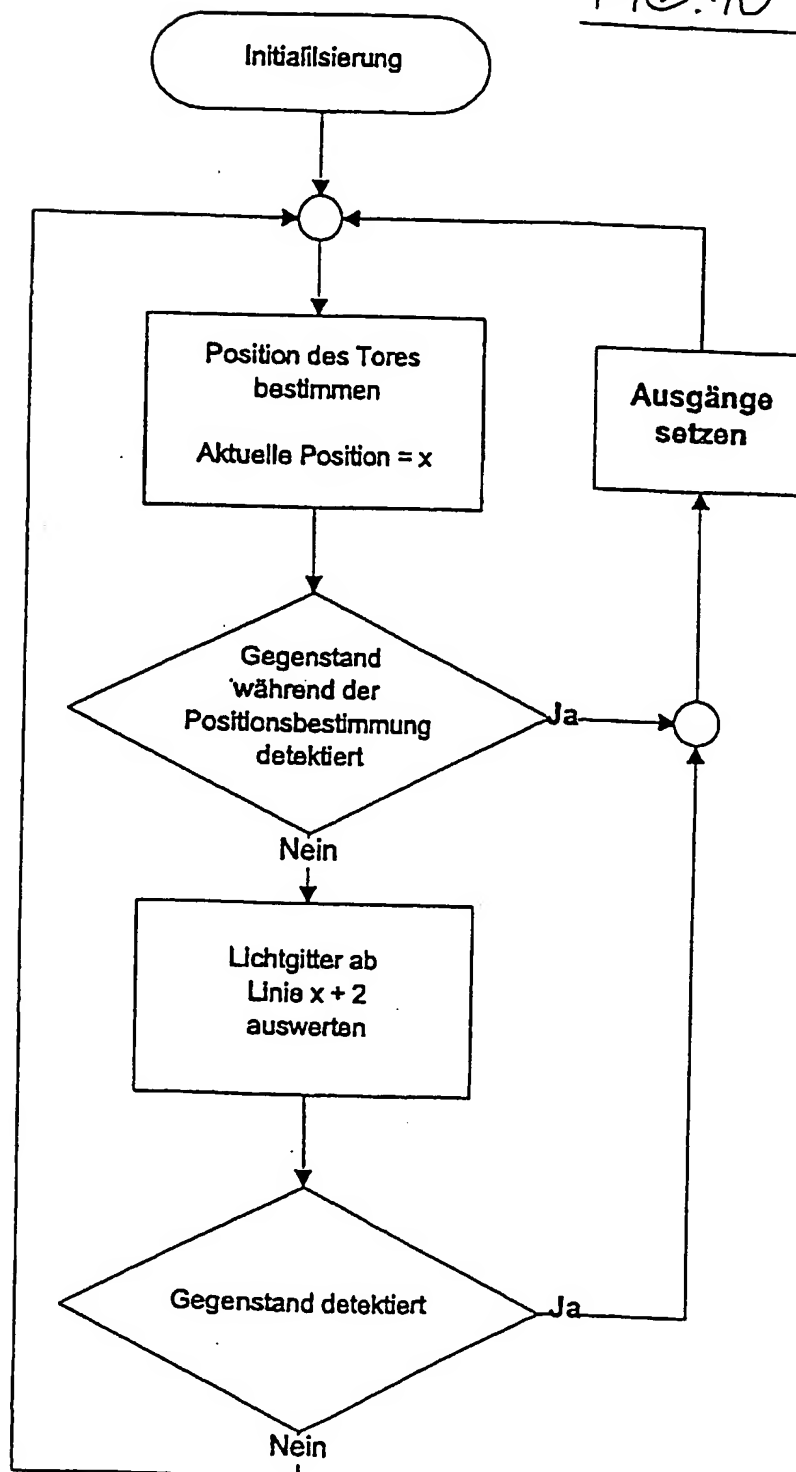 Initialilsierung
Position des Tores
bestimmen
Aktuelle Position = x
Ausgänge
setzen
Gegenstand
während der
Positionsbestimmung
detektiert
Ja
Nein
Lichtgitter ab
Linie x + 2
auswerten
Gegenstand detektiert
Ja
Nein